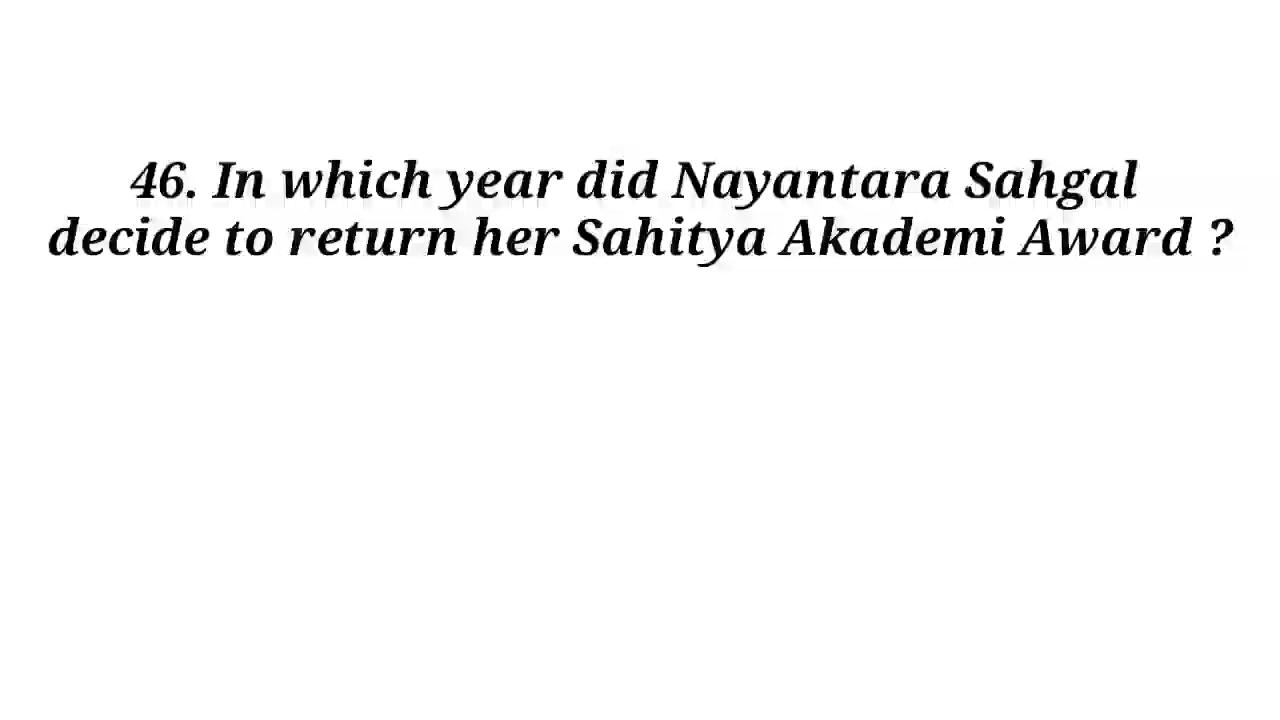 46. In which year did Nayantara Sahgal
decide to return her Sahitya Akademi Award ?